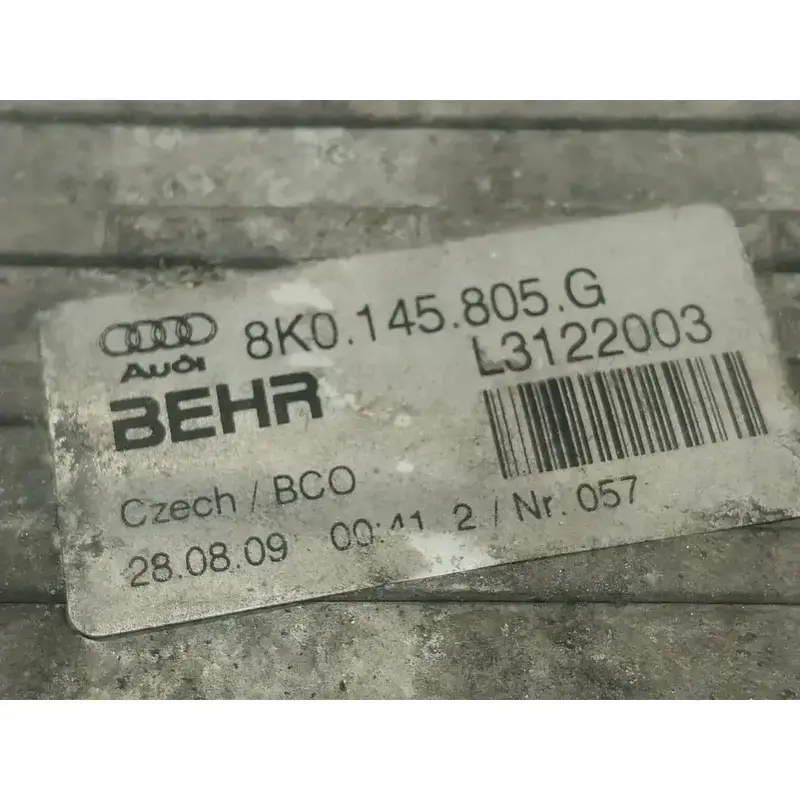 8K0.145.805.G
AUDI
L3122003
BEHR
Czech / BCO
28.08.09 00:41 2 / Nr. 057